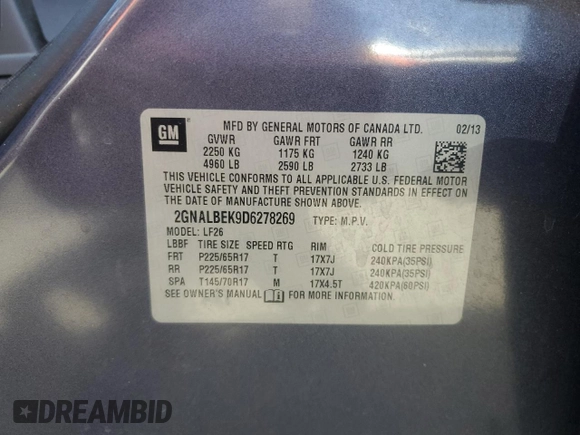 GM
MFD BY GENERAL MOTORS OF CANADA LTD. 02/13
GVWR GAWR FRT GAWR RR
2250 KG 1175 KG 1240 KG
4960 LB 2590 LB 2733 LB
THIS VEHICLE CONFORMS TO ALL APPLICABLE U.S. FEDERAL MOTOR
VEHICLE SAFETY AND THEFT PREVENTION STANDARDS IN EFFECT ON
THE DATE OF MANUFACTURE SHOWN ABOVE
2GNALBEK9D6278269 TYPE: M.P.V.
MODEL: LF26
LBBF TIRE SIZE SPEED RTG RIM COLD TIRE PRESSURE
FRT P225/65R17 T 17X7J 240KPA(35PSI)
RR P225/65R17 T 17X7J 240KPA(35PSI)
SPA T145/70R17 M 17X4.5T 420KPA(60PSI)
SEE OWNER'S MANUAL FOR MORE INFORMATION
DREAMBID